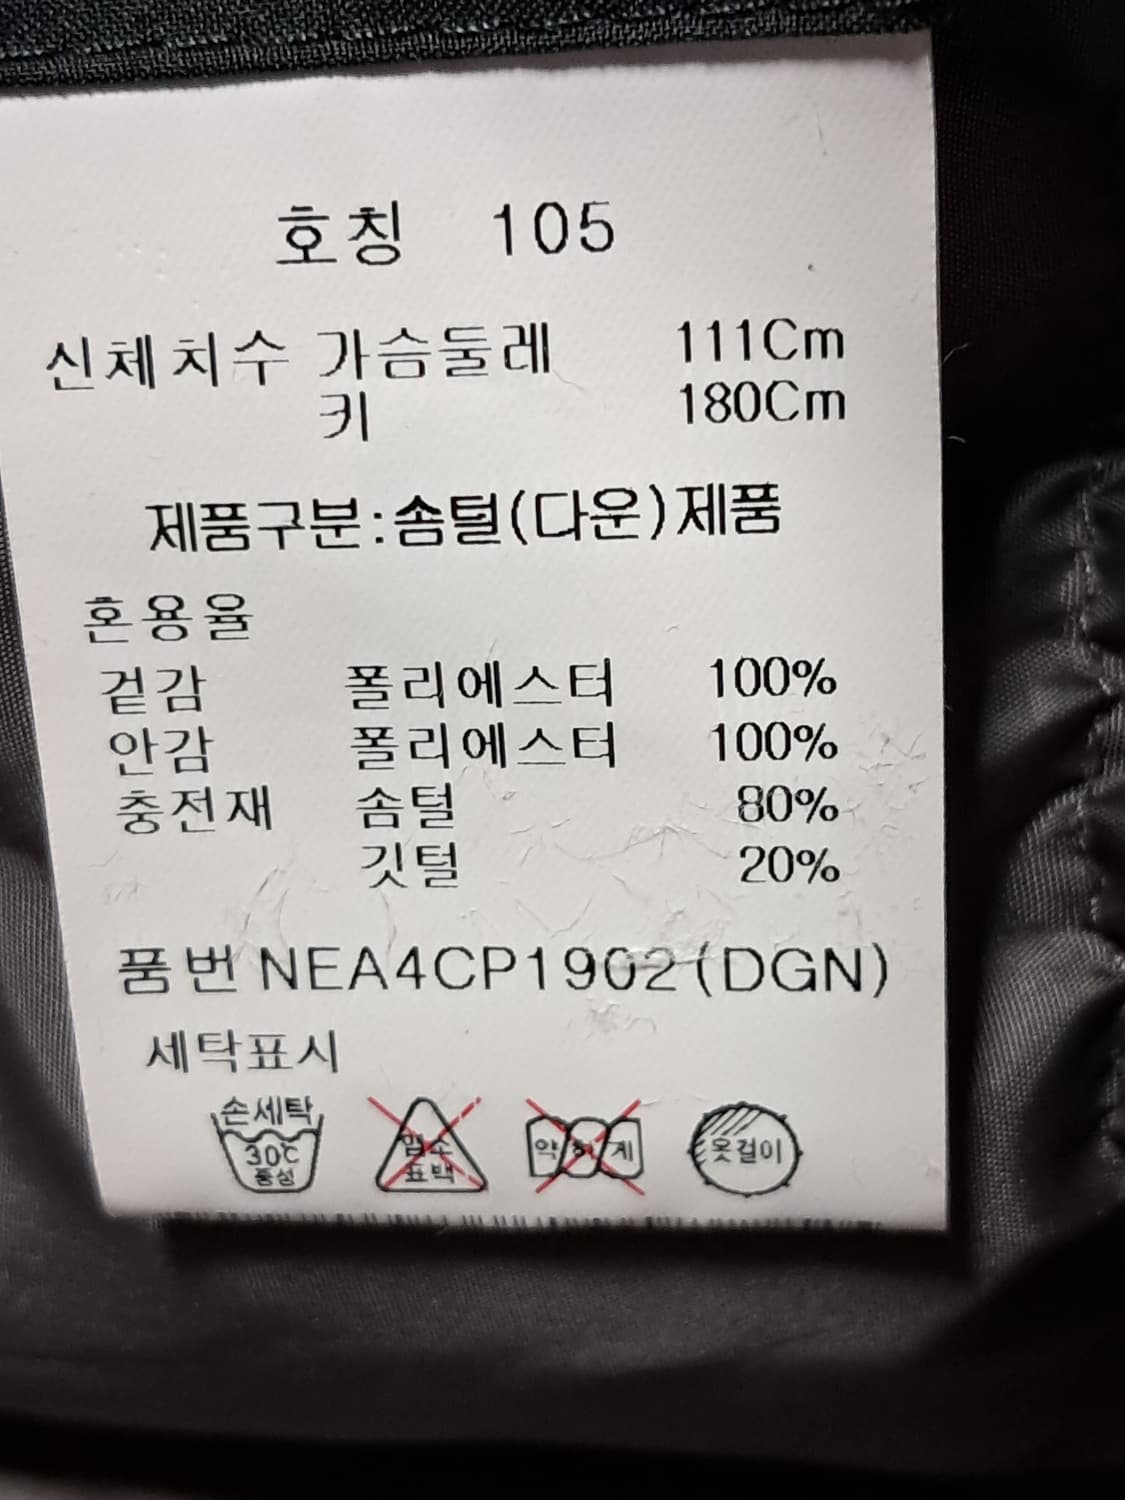 호칭 105
신체치수 가슴둘레 111Cm
키 180Cm
제품구분:솜털(다운)제품
혼용율
겉감 폴리에스터 100%
안감 폴리에스터 100%
충전재 솜털 80%
깃털 20%
품번 NEA4CP1902(DGN)
세탁표시
손세탁
30℃
중성
염소
표백
약하게
옷걸이